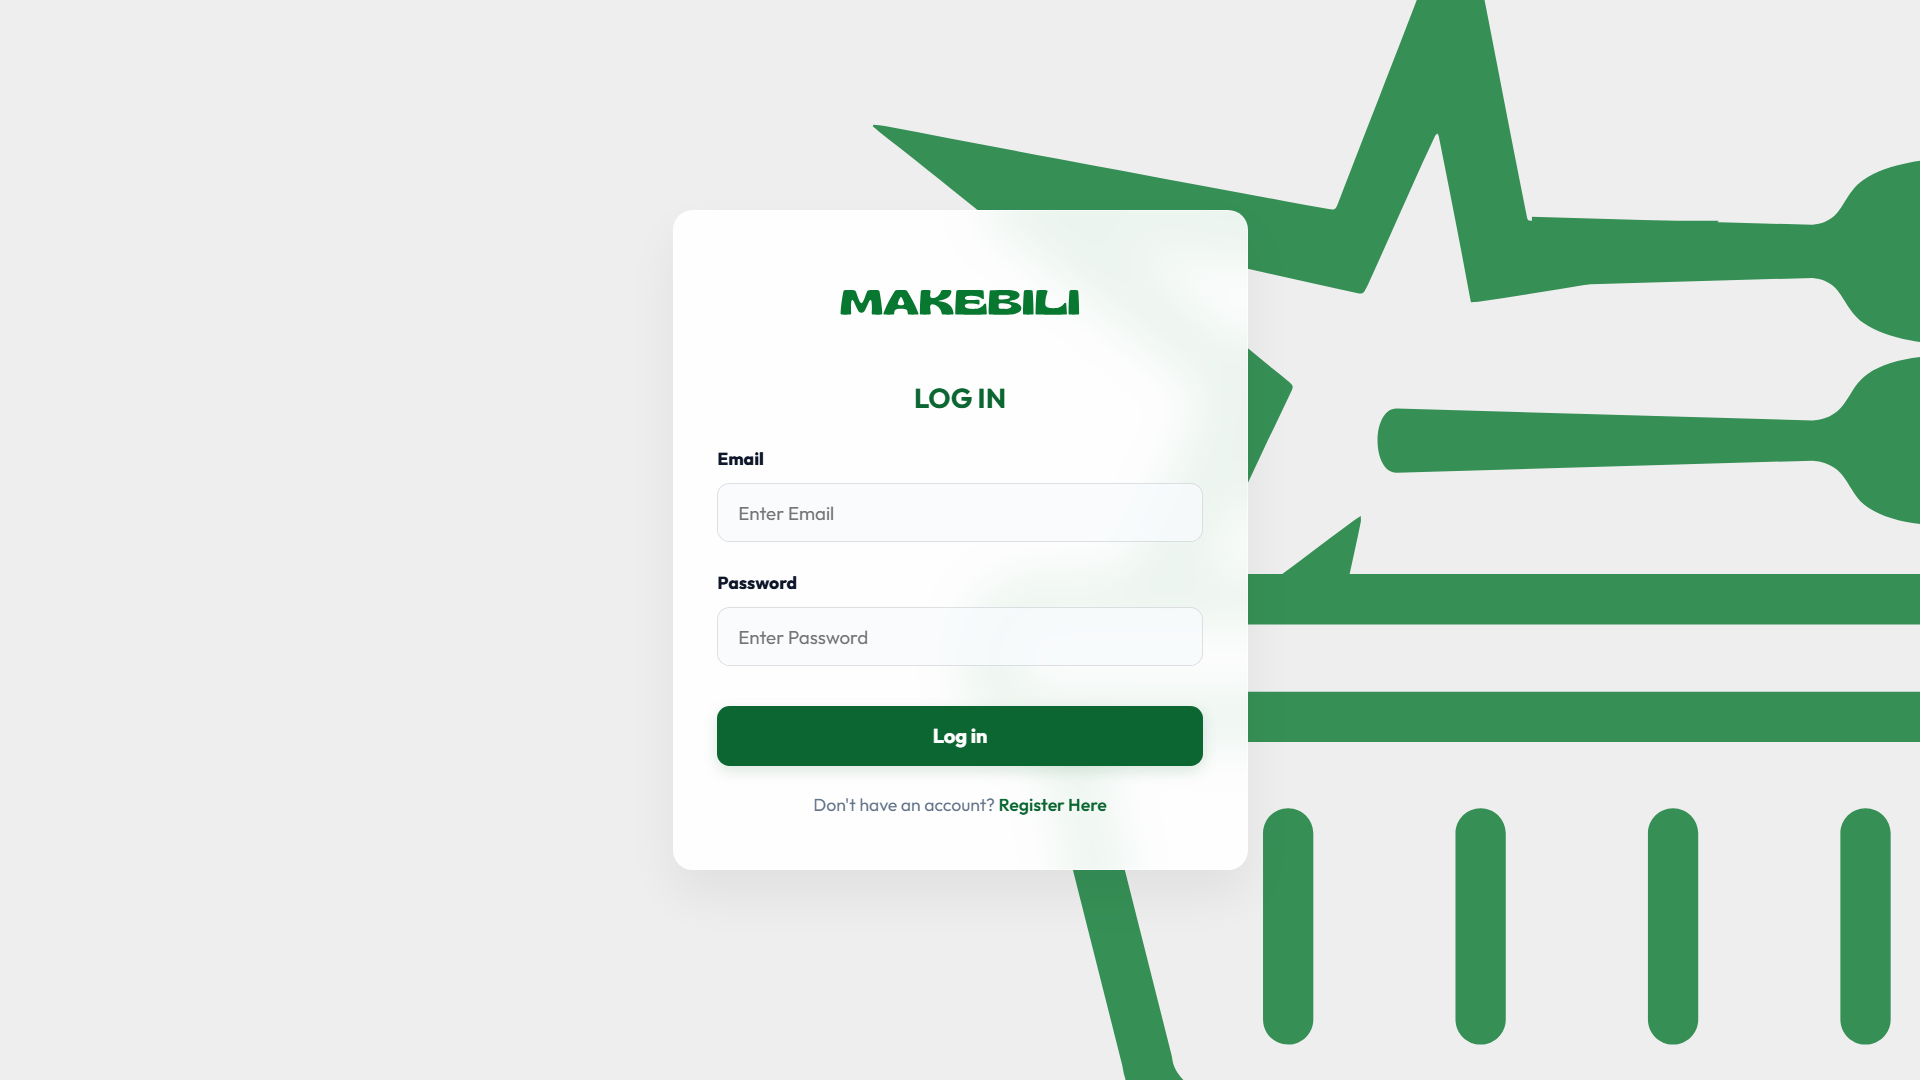 MAKEBILI
LOG IN
Email
Enter Email
Password
Enter Password
Log in
Don't have an account? Register Here